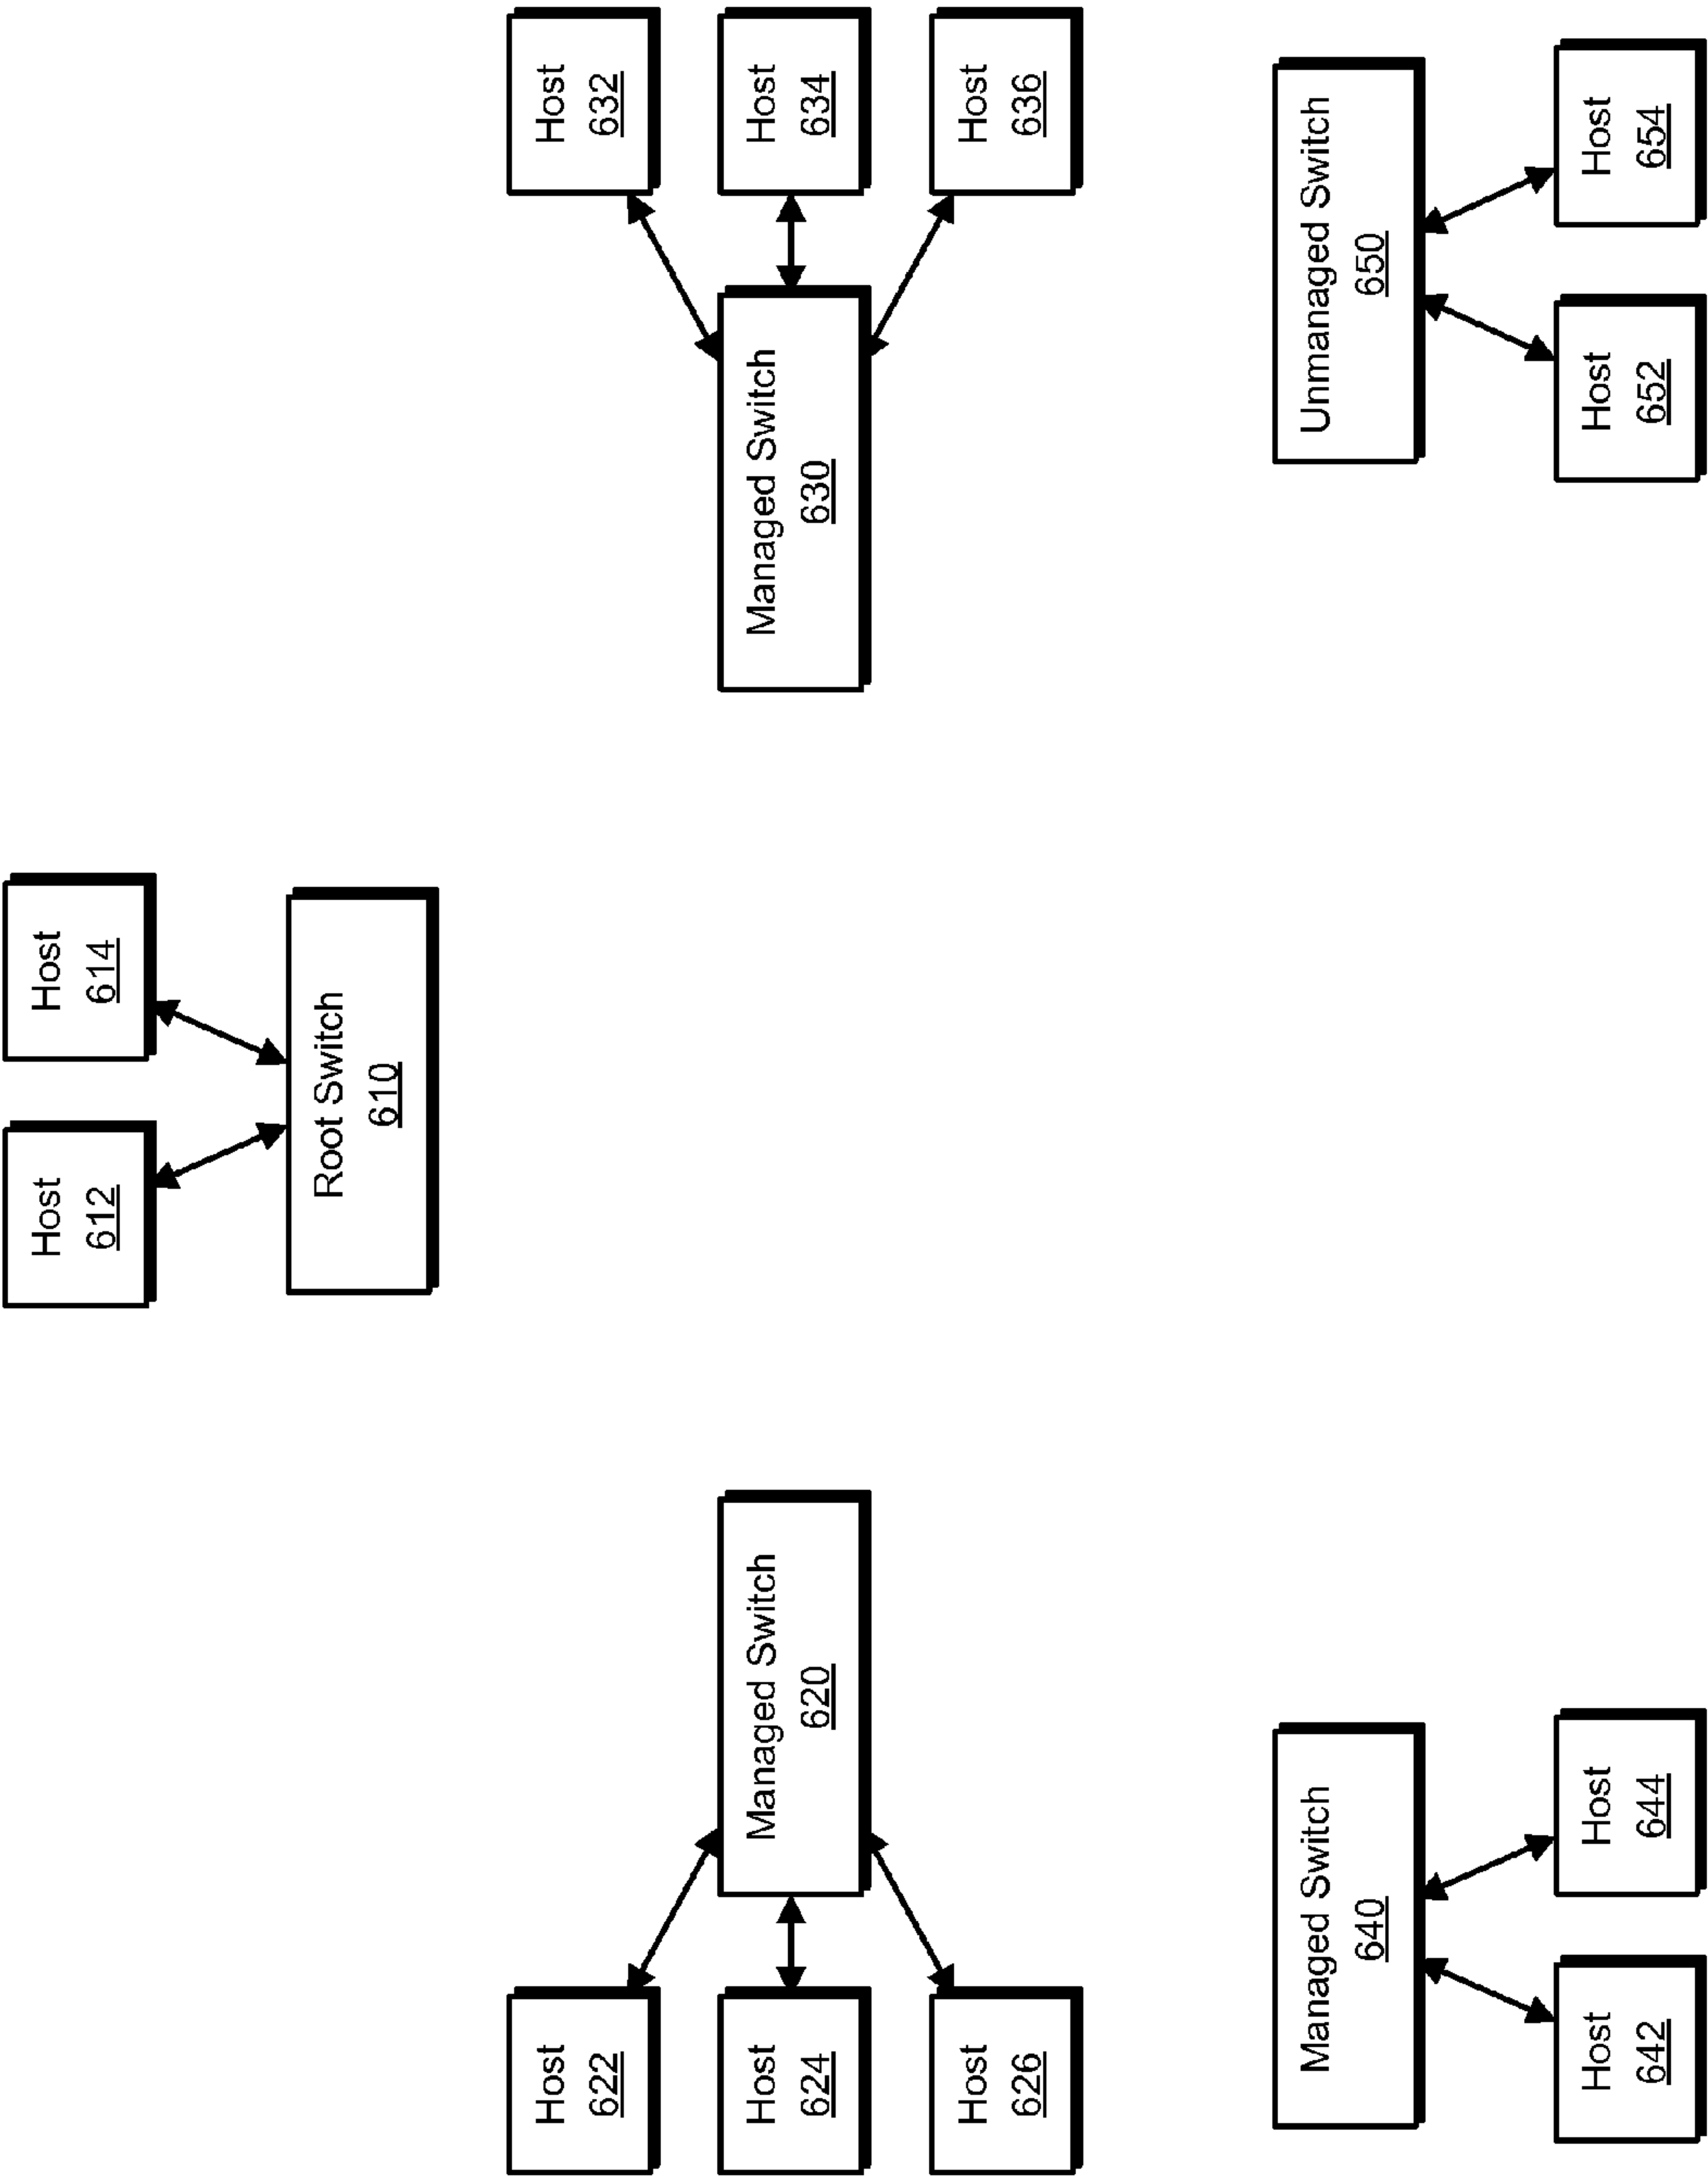 Host
612
Host
614
Root Switch
610
Host
622
Host
624
Host
626
Managed Switch
620
Managed Switch
630
Host
632
Host
634
Host
636
Managed Switch
640
Host
642
Host
644
Unmanaged Switch
650
Host
652
Host
654